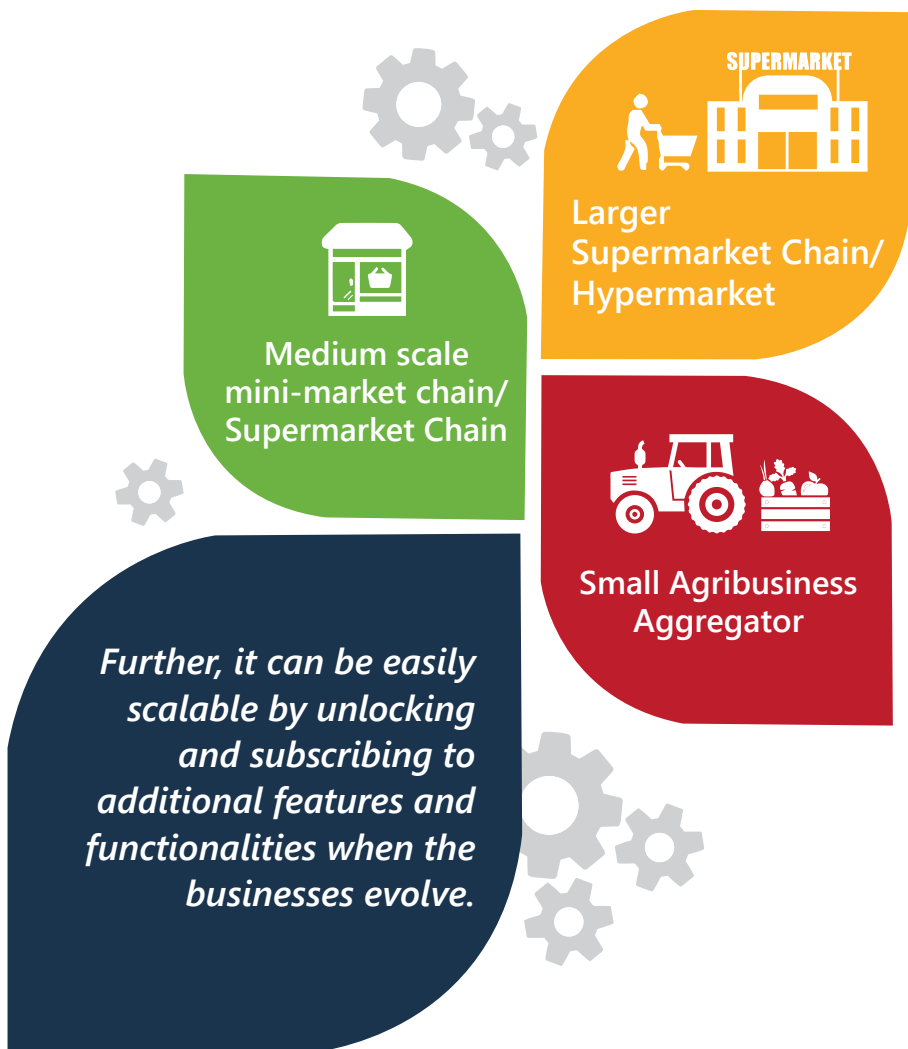 SUPERMARKET
Larger
Supermarket Chain/
Hypermarket
Medium scale
mini-market chain/
Supermarket Chain
Small Agribusiness
Aggregator
Further, it can be easily
scalable by unlocking
and subscribing to
additional features and
functionalities when the
businesses evolve.